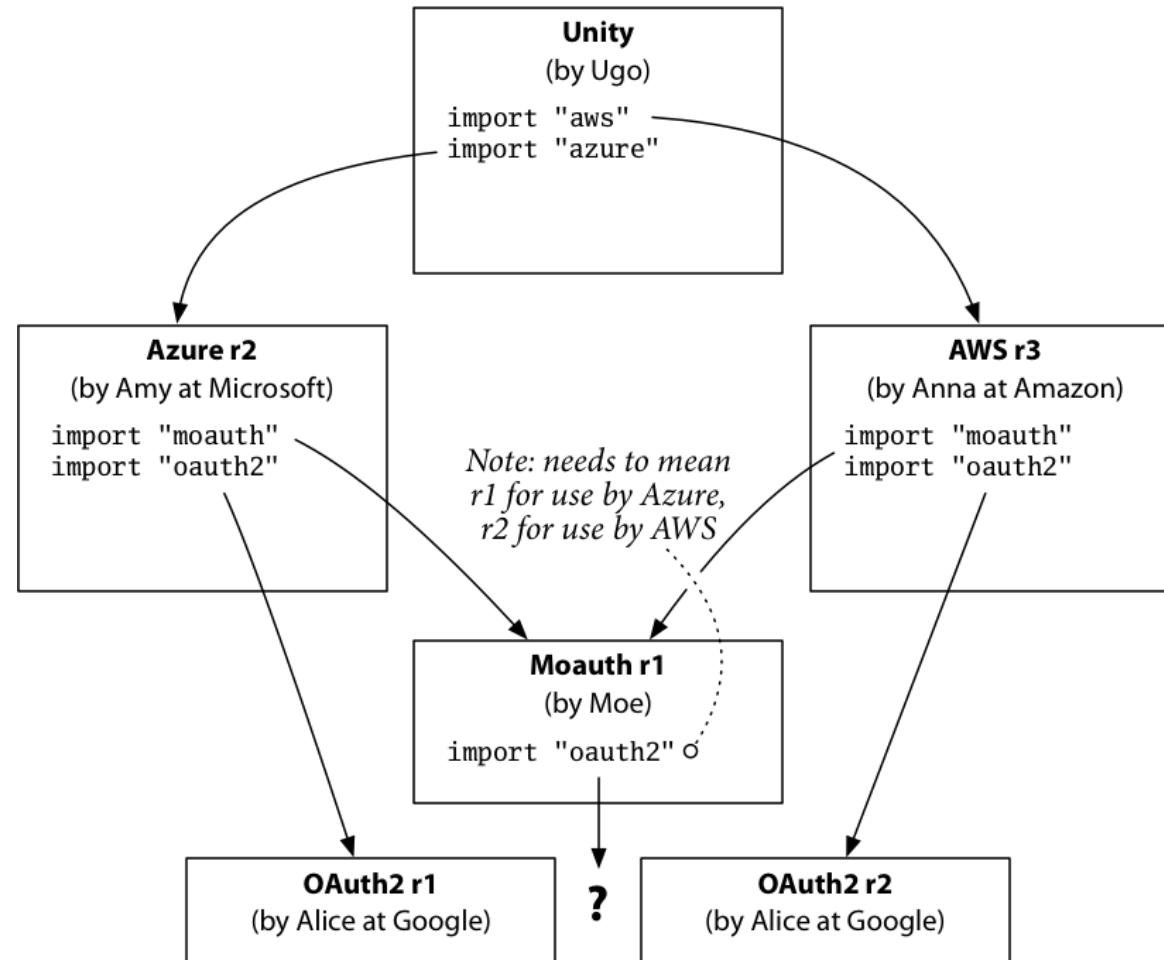 Unity
(by Ugo)
import "aws"
import "azure"
Azure r2
(by Amy at Microsoft)
import "moauth"
import "oauth2"
AWS r3
(by Anna at Amazon)
import "moauth"
import "oauth2"
Note: needs to mean
r1 for use by Azure,
r2 for use by AWS
Moauth r1
(by Moe)
import "oauth2"
OAuth2 r1
(by Alice at Google)
?
OAuth2 r2
(by Alice at Google)